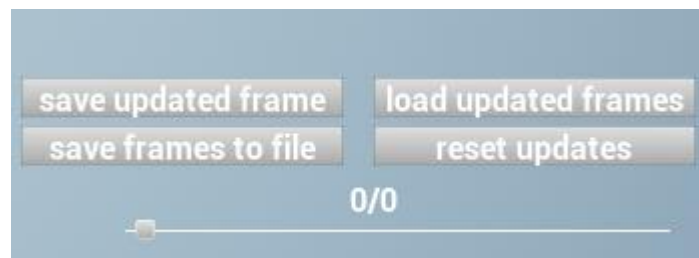 save updated frame load updated frames
save frames to file reset updates
0/0